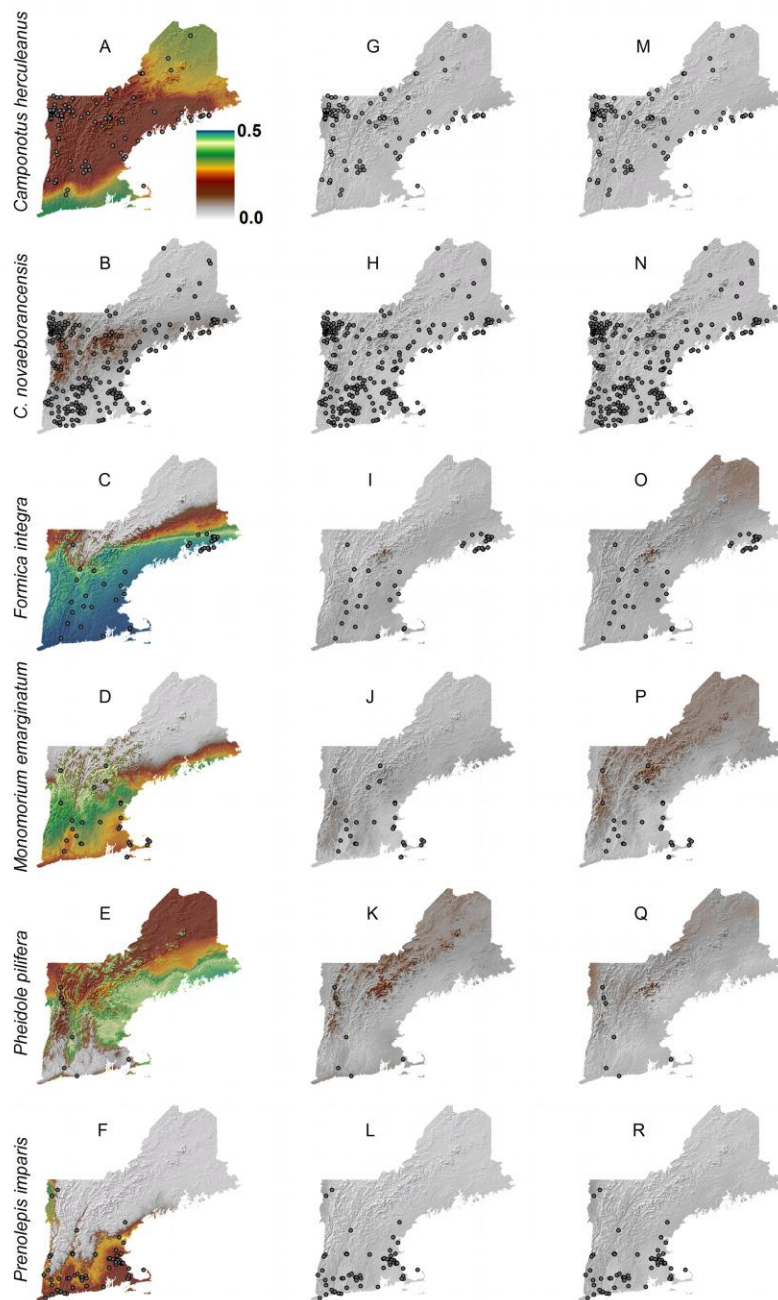 A
G
M
Camponotus herculeanus
0.5
0.0
B
H
N
C. novaeborancensis
C
I
O
Formica integra
D
J
P
Monomorium emarginatum
E
K
Q
Pheidole pilifera
F
L
R
Prenolepis imparis